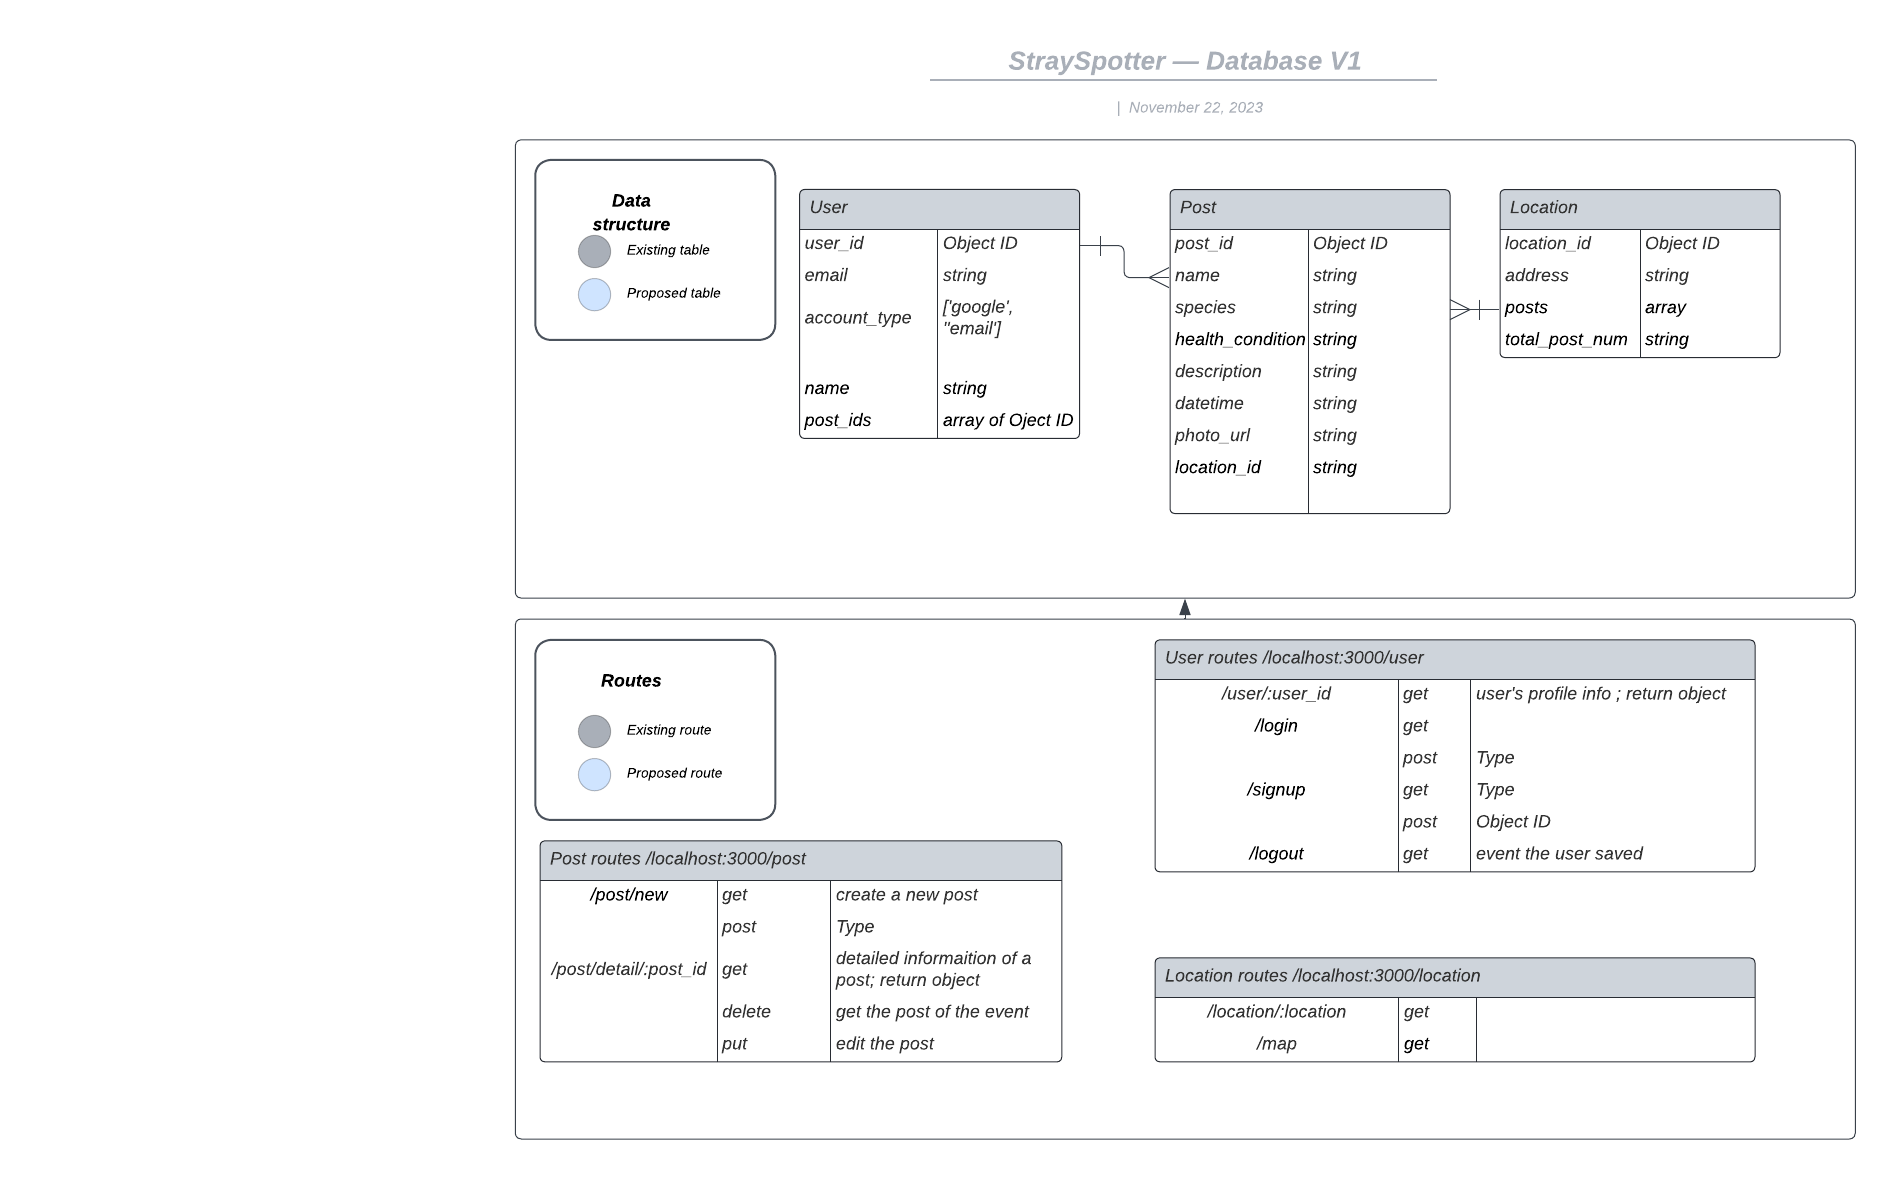 StraySpotter — Database V1
| November 22, 2023
Data
structure
Existing table
Proposed table
User
user_id Object ID
email string
account_type ['google',
"email']
name string
post_ids array of Oject ID
Post
post_id Object ID
name string
species string
health_condition string
description string
datetime string
photo_url string
location_id string
Location
location_id Object ID
address string
posts array
total_post_num string
Routes
Existing route
Proposed route
User routes /localhost:3000/user
/user/:user_id get user's profile info ; return object
/login get
post Type
/signup get Type
post Object ID
/logout get event the user saved
Post routes /localhost:3000/post
/post/new get create a new post
post Type
/post/detail/:post_id get detailed informaition of a
post; return object
delete get the post of the event
put edit the post
Location routes /localhost:3000/location
/location/:location get
/map get